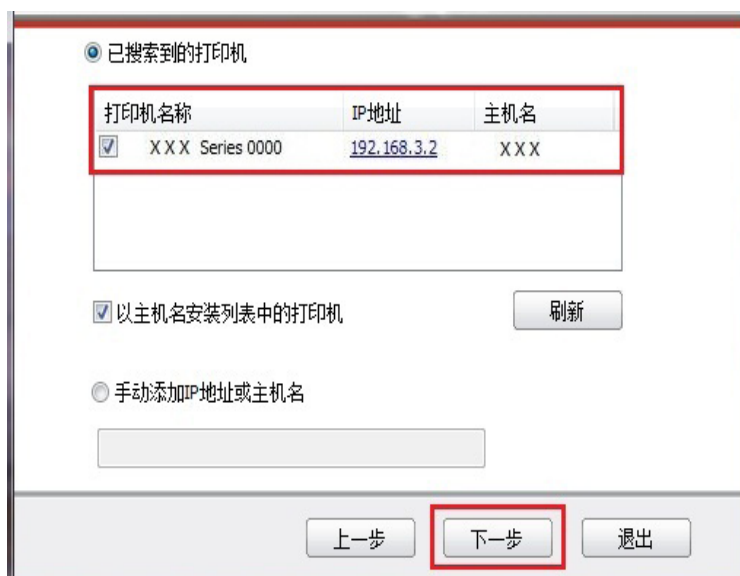 已搜索到的打印机
打印机名称 IP地址 主机名
XXX Series 0000 192.168.3.2 XXX
以主机名安装列表中的打印机 刷新
手动添加IP地址或主机名
上一步 下一步 退出